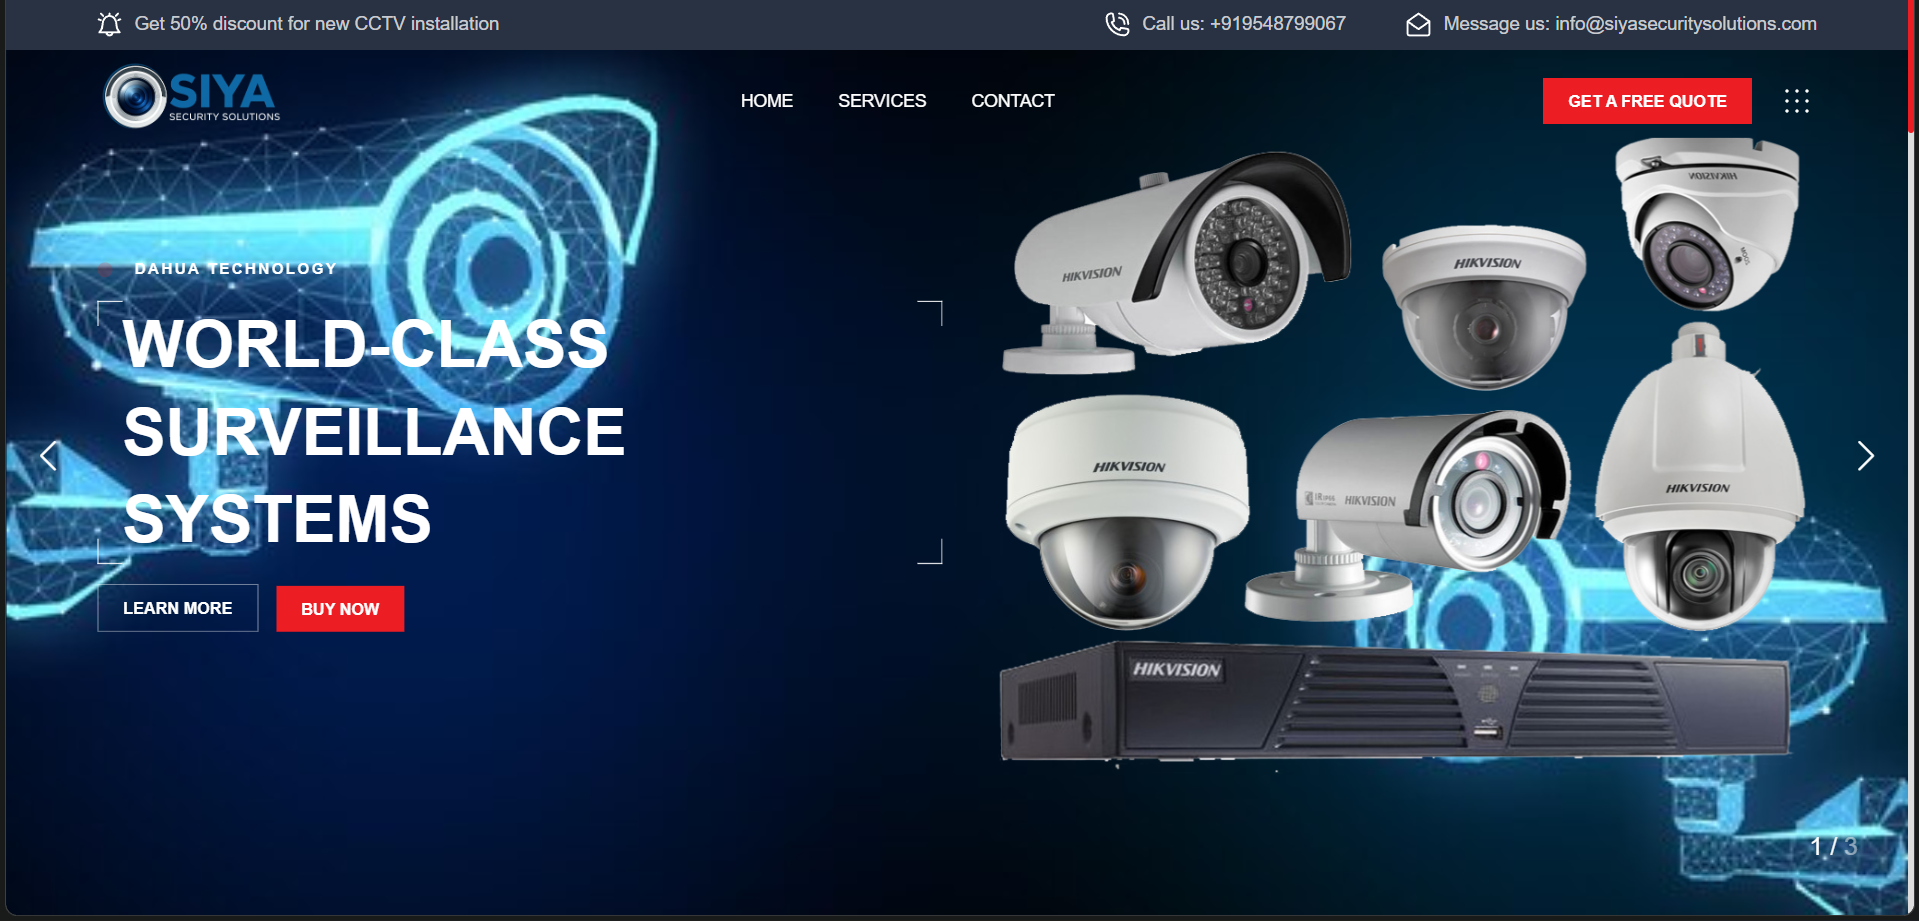 Get 50% discount for new CCTV installation
Call us: +919548799067
Message us: info@siyasecuritysolutions.com
SIYA
SECURITY SOLUTIONS
HOME
SERVICES
CONTACT
GET A FREE QUOTE
DAHUA TECHNOLOGY
WORLD-CLASS
SURVEILLANCE
SYSTEMS
LEARN MORE
BUY NOW
HIKVISION
HIKVISION
HIKVISION
HIKVISION
HIKVISION
HIKVISION
HIKVISION
1 / 3